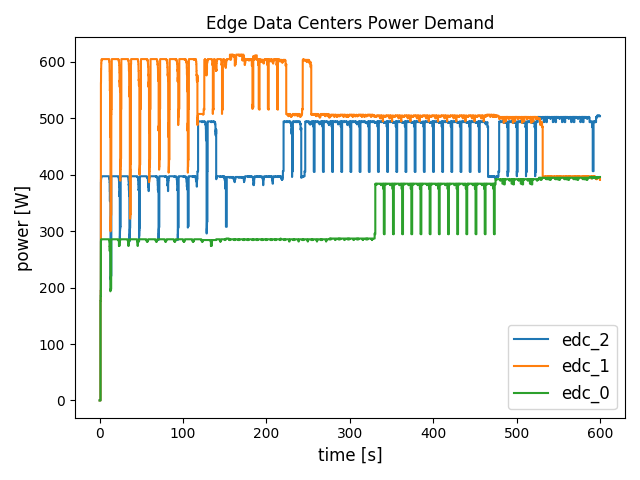 Edge Data Centers Power Demand
power [W]
600
500
400
300
200
100
0
edc_2
edc_1
edc_0
0 100 200 300 400 500 600
time [s]